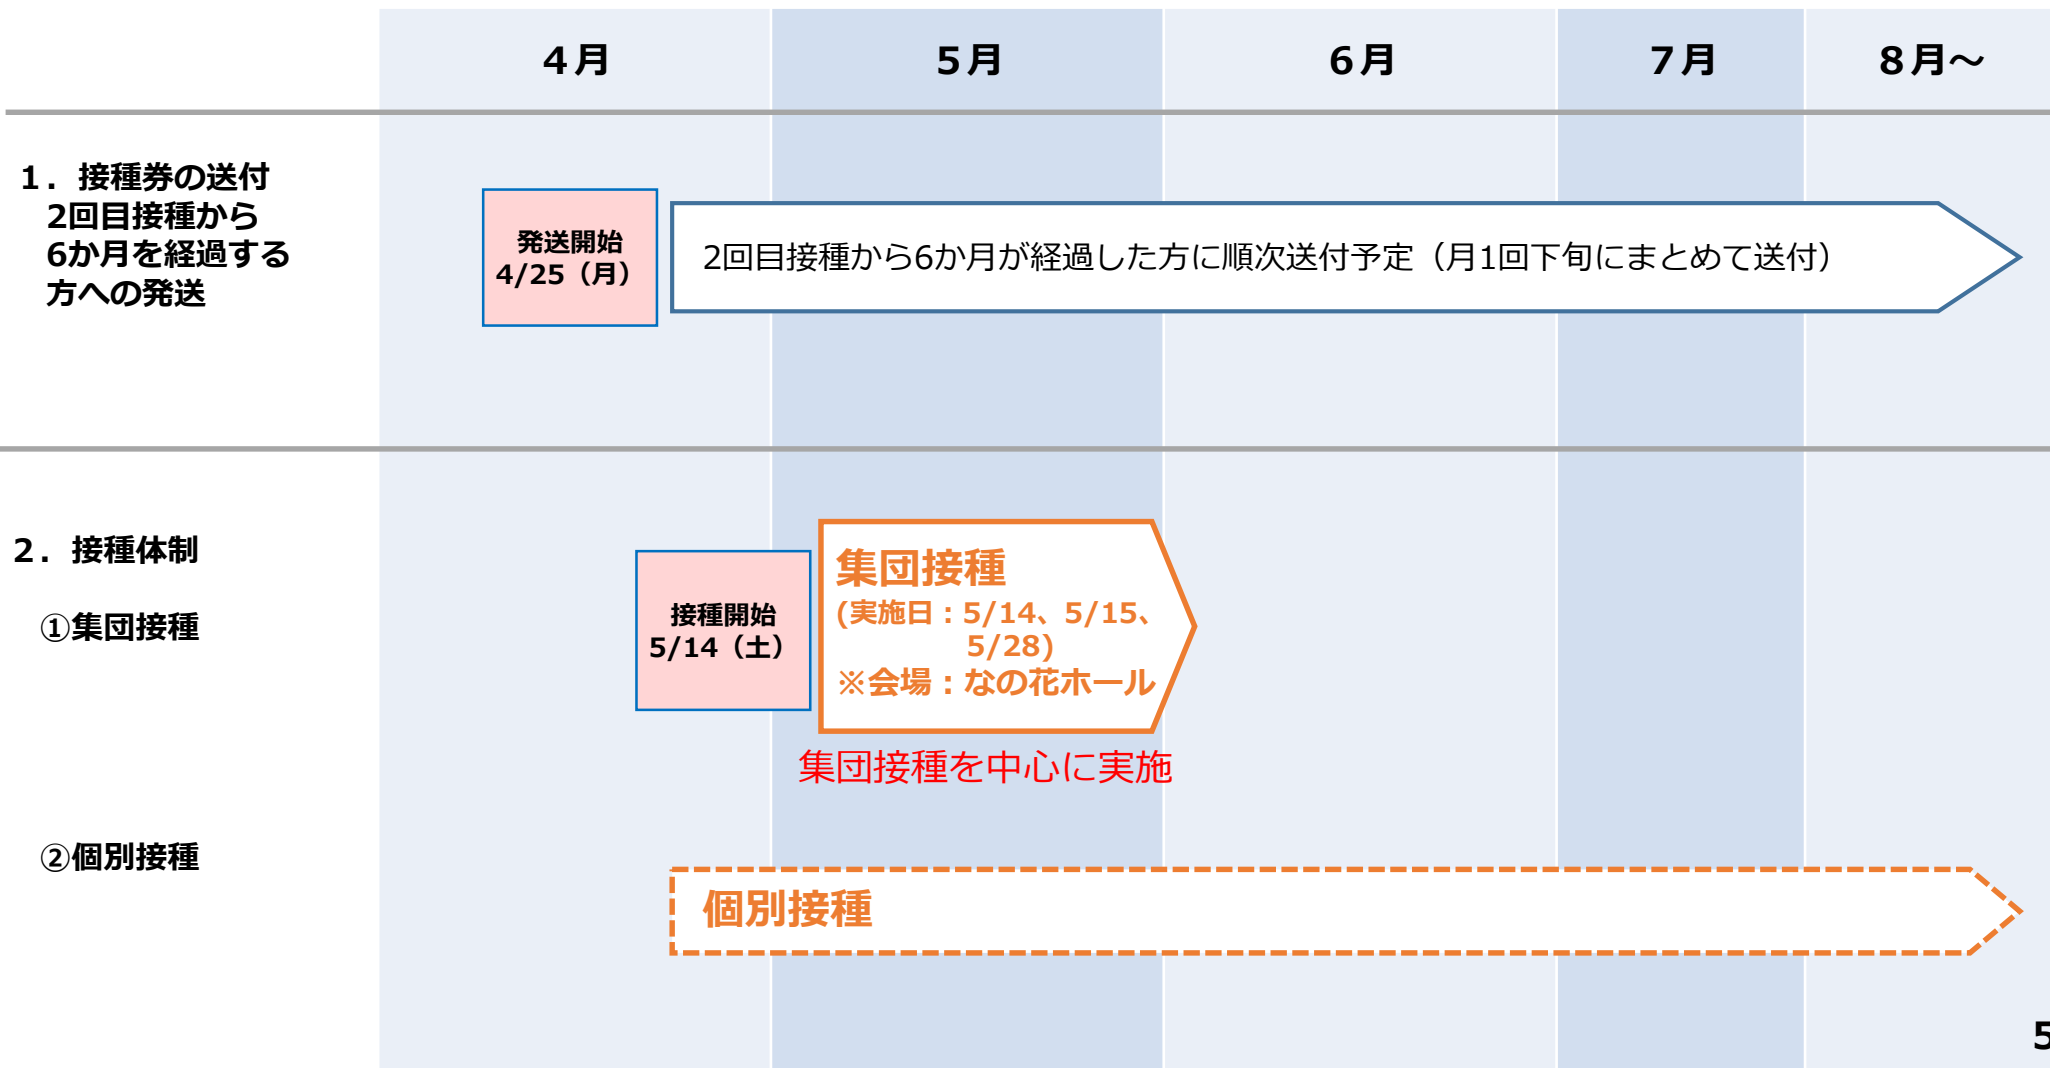 ４月
５月
６月
７月
８月～
１．接種券の送付
2回目接種から
6か月を経過する
方への発送
発送開始
4/25（月）
2回目接種から6か月が経過した方に順次送付予定（月1回下旬にまとめて送付）
２．接種体制
①集団接種
接種開始
5/14（土）
集団接種
(実施日：5/14、5/15、
5/28)
※会場：なの花ホール
集団接種を中心に実施
②個別接種
個別接種
5